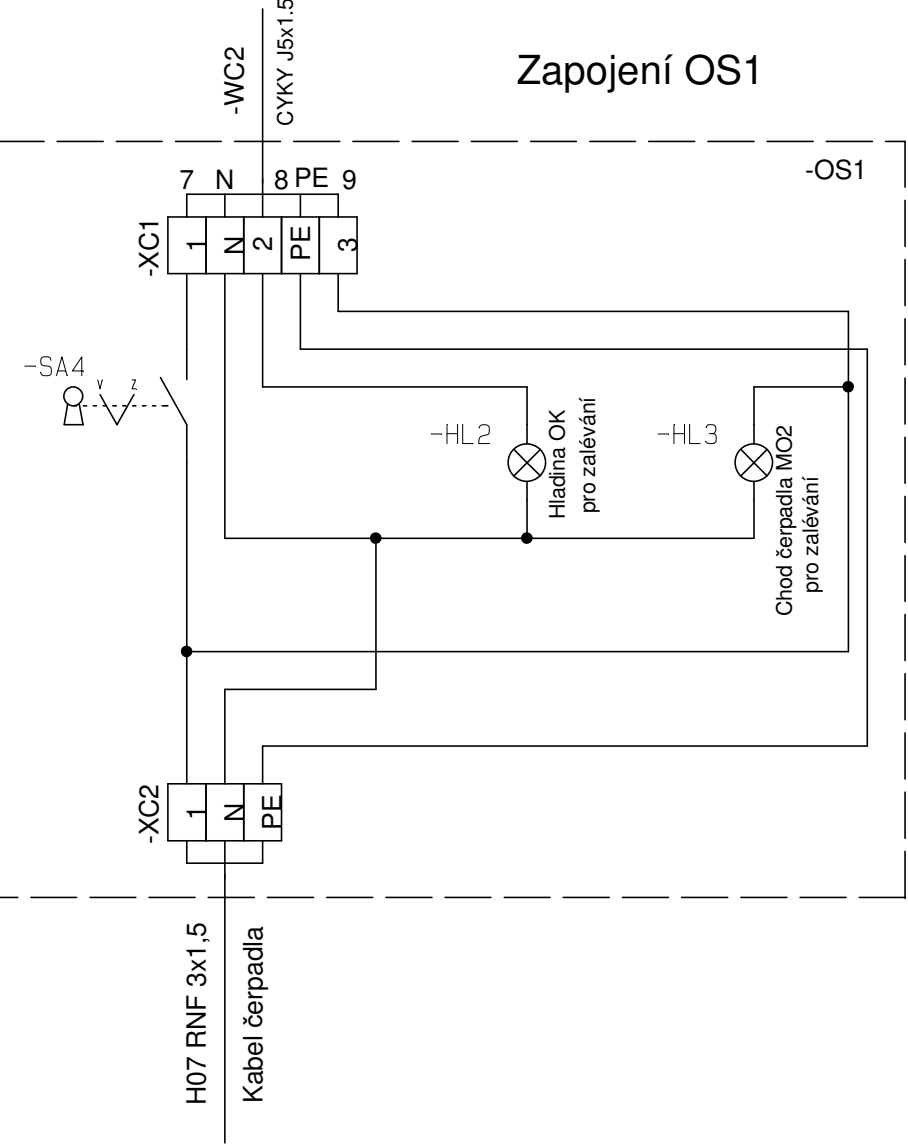 Zapojení OS1
-WC2
CYKY J5x1.5
-OS1
7 N 8 PE 9
-XC1
1 N 2 PE 3
-SA4
V Z
-HL2
Hladina OK
pro zalévání
-HL3
Chod čerpadla MO2
pro zalévání
-XC2
1 N PE
H07 RNF 3x1,5
Kabel čerpadla